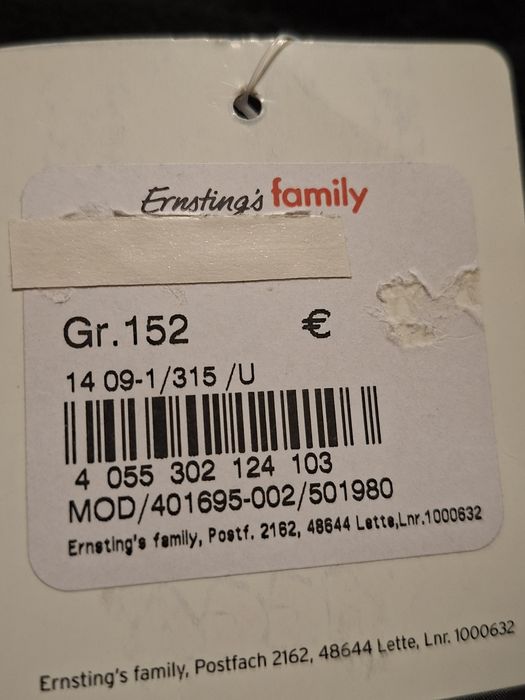 Ernsting's family
Gr.152 €
14 09-1/315 /U
4 055 302 124 103
MOD/401695-002/501980
Ernsting's family, Postf. 2162, 48644 Lette,Lnr.1000632
Ernsting's family, Postfach 2162, 48644 Lette, Lnr. 1000632